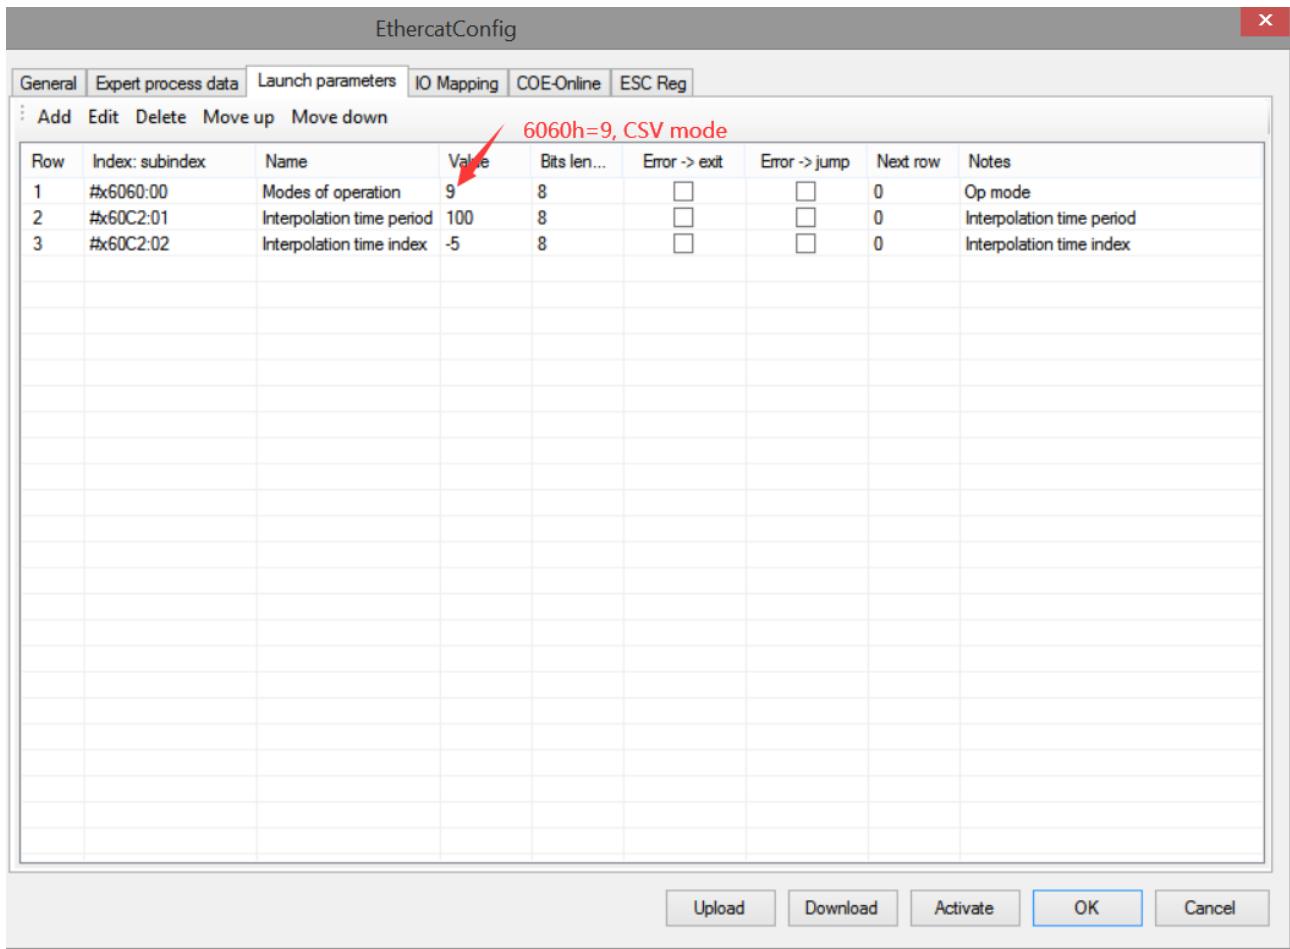 EthercatConfig
General Expert process data Launch parameters IO Mapping COE-Online ESC Reg
Add Edit Delete Move up Move down
6060h=9, CSV mode
Row Index: subindex Name Value Bits len... Error -> exit Error -> jump Next row Notes
1 #x6060:00 Modes of operation 9 8 0 Op mode
2 #x60C2:01 Interpolation time period 100 8 0 Interpolation time period
3 #x60C2:02 Interpolation time index -5 8 0 Interpolation time index
Upload Download Activate OK Cancel